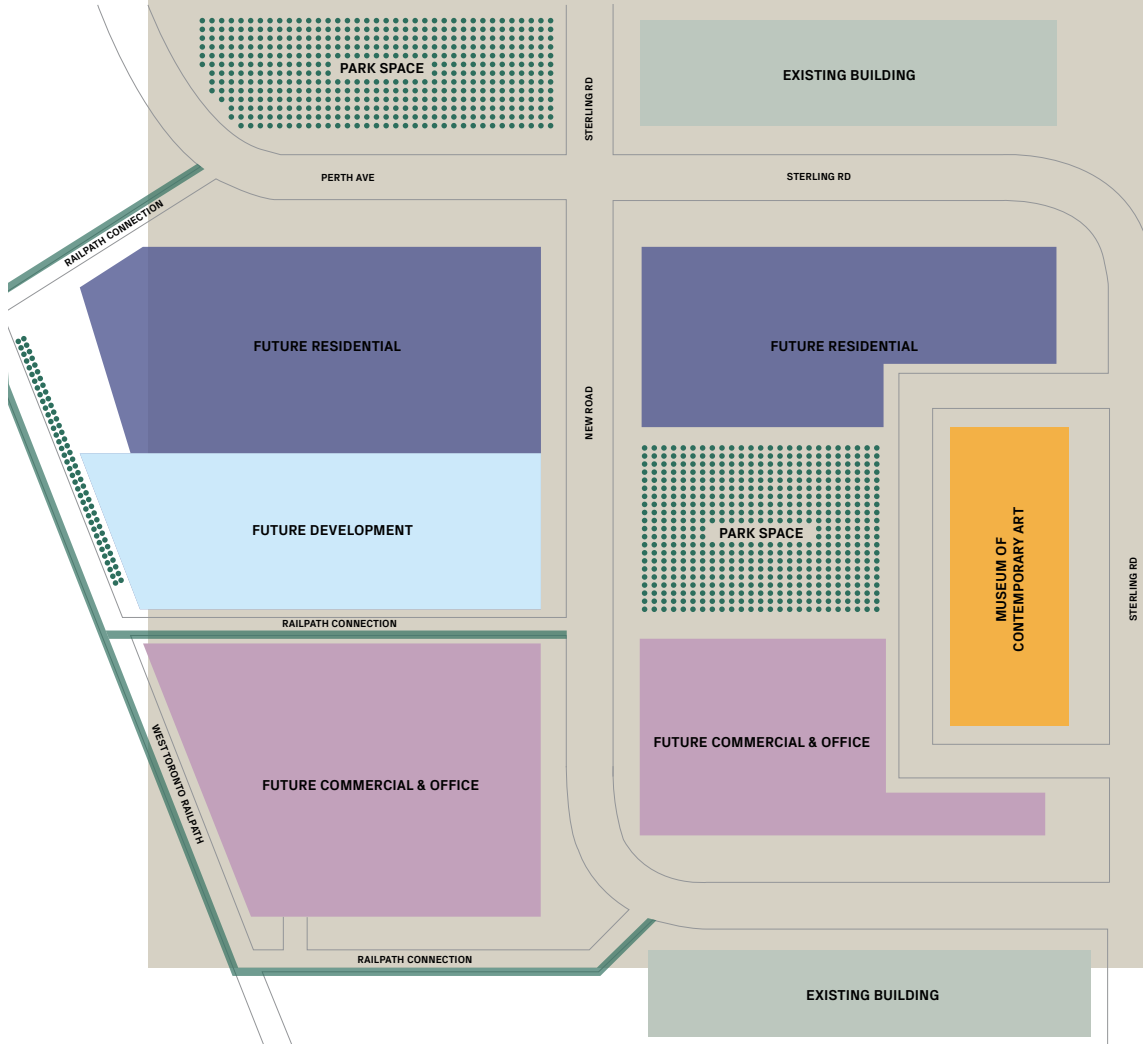 PARK SPACE
EXISTING BUILDING
STERLING RD
PERTH AVE
STERLING RD
RAILPATH CONNECTION
FUTURE RESIDENTIAL
FUTURE RESIDENTIAL
NEW ROAD
FUTURE DEVELOPMENT
PARK SPACE
MUSEUM OF
CONTEMPORARY ART
STERLING RD
RAILPATH CONNECTION
FUTURE COMMERCIAL & OFFICE
WEST TORONTO RAILPATH
FUTURE COMMERCIAL & OFFICE
RAILPATH CONNECTION
EXISTING BUILDING